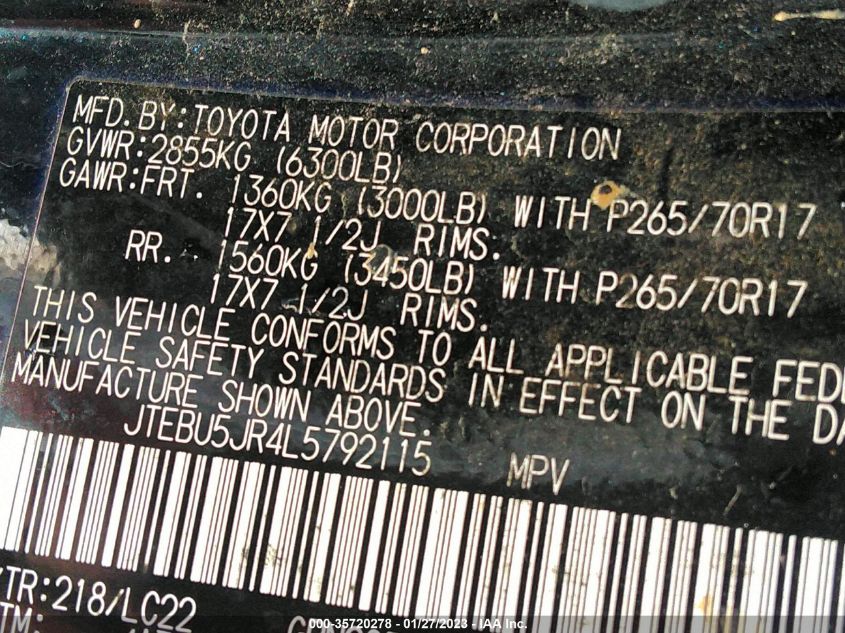 MFD.BY:TOYOTA MOTOR CORPORATION
GVWR:2855KG (6300LB)
GAWR:FRT. 1360KG (3000LB) WITH P265/70R17
17X7 1/2J RIMS.
RR. 1560KG (3450LB) WITH P265/70R17
17X7 1/2J RIMS.
THIS VEHICLE CONFORMS TO ALL APPLICABLE
VEHICLE SAFETY STANDARDS IN EFFECT ON THE
MANUFACTURE SHOWN ABOVE.
JTEBU5JR4L5792115 MPV
TR:218/LC22
000-35720278 - 01/27/2023 - IAA Inc.